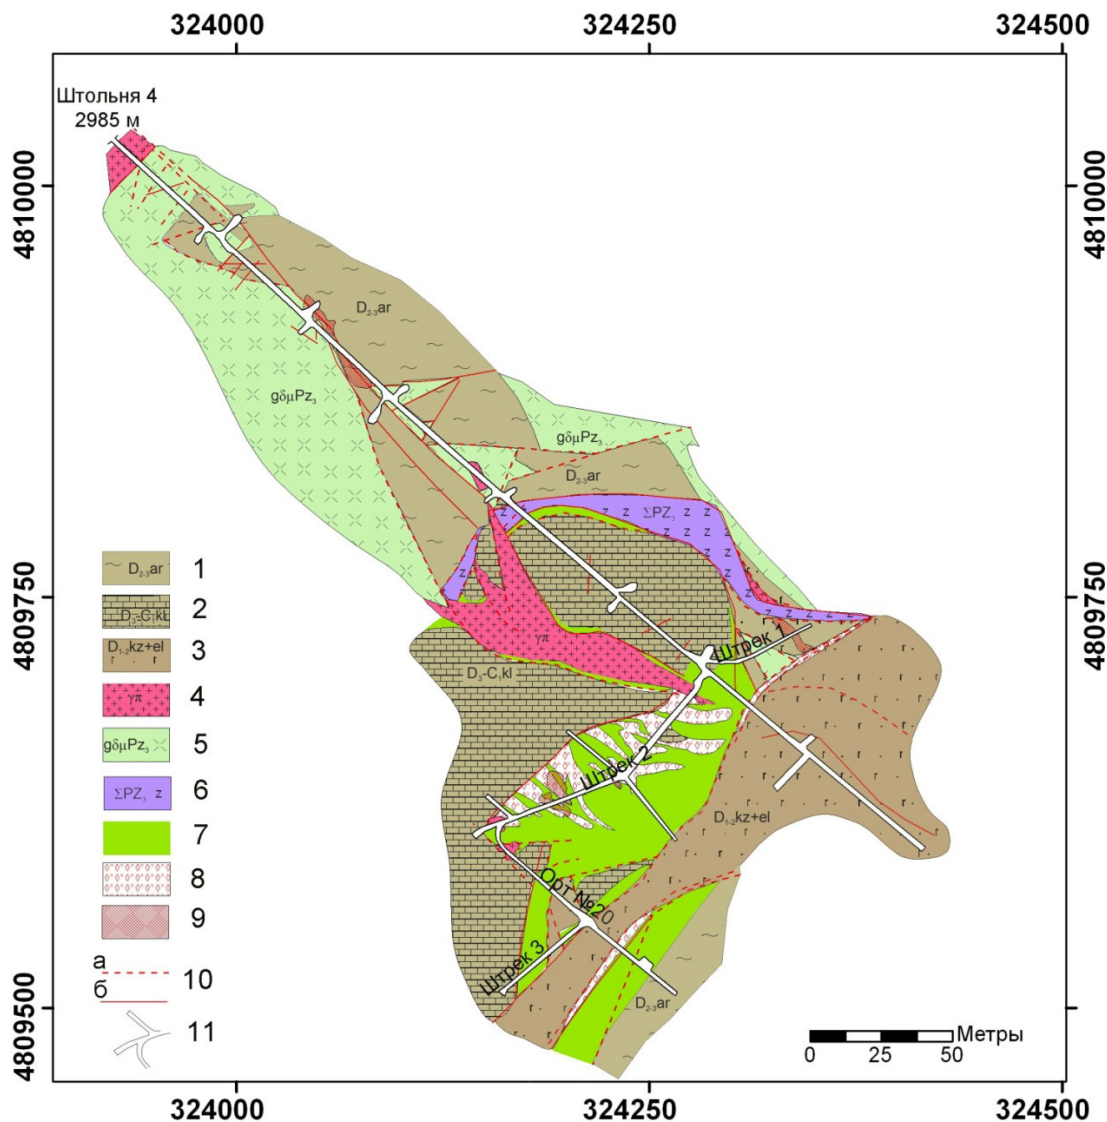 324000 324250 324500
Штольня 4
2985 м
4810000 4810000
D₂₋₃ar
gδμPz₃
gδμPz₃
D₂₋₃ar
ΣPZ₃
4809750 4809750
γπ
Штрек 1
D₃-C₁kl
Штрек 2
D₁₋₂kz+el
Орт №20
Штрек 3
D₂₋₃ar
4809500 4809500
D₂₋₃ar 1
D₃-C₁kl 2
D₁₋₂kz+el 3
γπ 4
gδμPz₃ 5
ΣPZ₃ z 6
7
8
9
а
б 10
11
Метры
0 25 50
324000 324250 324500